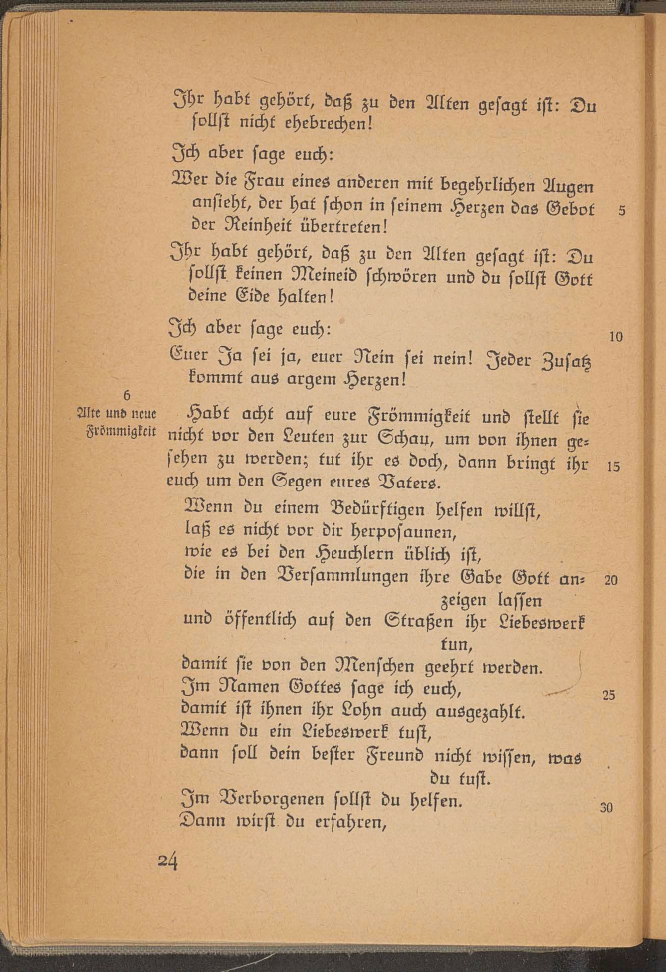 Ihr habt gehört, daß zu den Alten gesagt ist: Du
sollst nicht ehebrechen!
Ich aber sage euch:
Wer die Frau eines anderen mit begehrlichen Augen
ansieht, der hat schon in seinem Herzen das Gebot 5
der Reinheit übertreten!
Ihr habt gehört, daß zu den Alten gesagt ist: Du
sollst keinen Meineid schwören und du sollst Gott
deine Eide halten!
Ich aber sage euch: 10
Euer Ja sei ja, euer Nein sei nein! Jeder Zusatz
kommt aus argem Herzen!
6
Alte und neue
Frömmigkeit
Habt acht auf eure Frömmigkeit und stellt sie
nicht vor den Leuten zur Schau, um von ihnen ge-
sehen zu werden; tut ihr es doch, dann bringt ihr 15
euch um den Segen eures Vaters.
Wenn du einem Bedürftigen helfen willst,
laß es nicht vor dir herposaunen,
wie es bei den Heuchlern üblich ist,
die in den Versammlungen ihre Gabe Gott an- 20
zeigen lassen
und öffentlich auf den Straßen ihr Liebeswerk
tun,
damit sie von den Menschen geehrt werden.
Im Namen Gottes sage ich euch, 25
damit ist ihnen ihr Lohn auch ausgezahlt.
Wenn du ein Liebeswerk tust,
dann soll dein bester Freund nicht wissen, was
du tust.
Im Verborgenen sollst du helfen. 30
Dann wirst du erfahren,
24